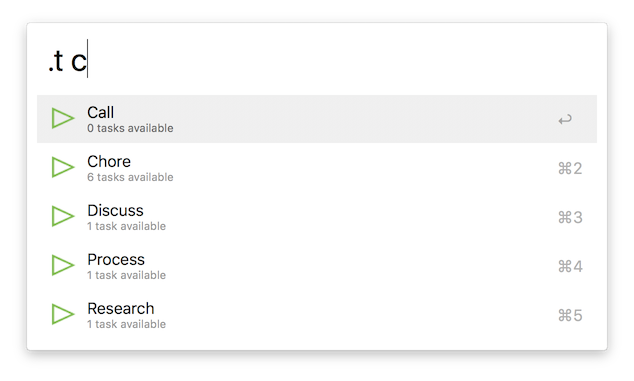 .t c
Call
0 tasks available
↩
Chore
6 tasks available
⌘2
Discuss
1 task available
⌘3
Process
1 task available
⌘4
Research
1 task available
⌘5